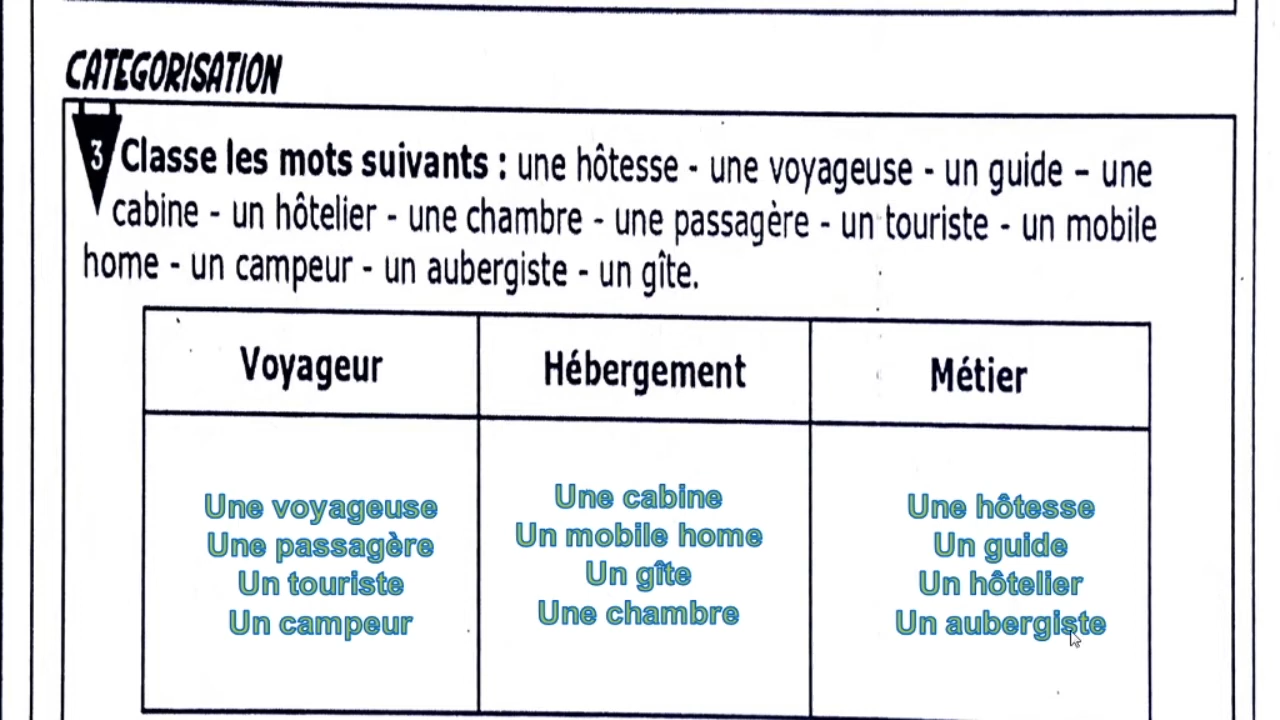 CATEGORISATION
3 Classe les mots suivants : une hôtesse - une voyageuse - un guide – une
cabine - un hôtelier - une chambre - une passagère - un touriste - un mobile
home - un campeur - un aubergiste - un gîte.
Voyageur Hébergement Métier
Une voyageuse
Une passagère
Un touriste
Un campeur
Une cabine
Un mobile home
Un gîte
Une chambre
Une hôtesse
Un guide
Un hôtelier
Un aubergiste